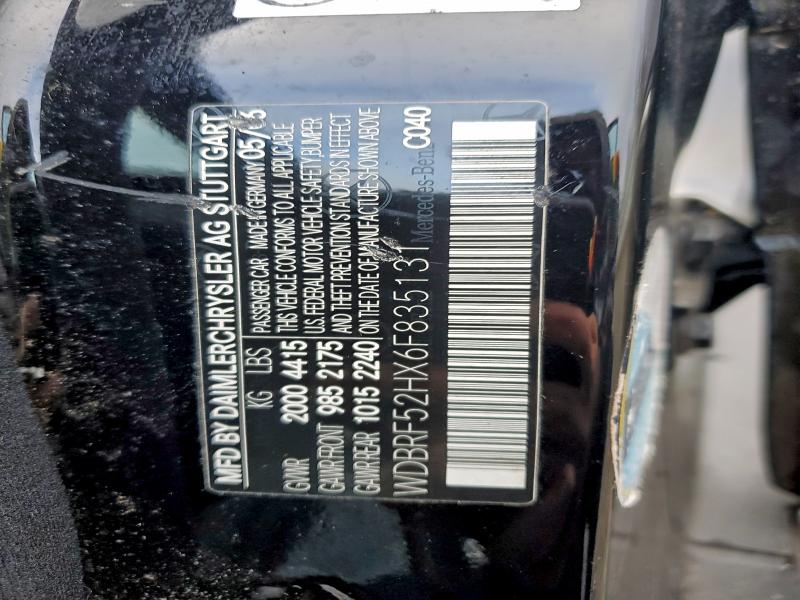 MFD BY DAIMLERCHRYSLER AG STUTTGART
KG LBS PASSENGER CAR MADE IN GERMANY 05/
GVWR 2000 4415 THIS VEHICLE CONFORMS TO ALL APPLICABLE
GAWR FRONT 985 2175 U.S. FEDERAL MOTOR VEHICLE SAFETY, BUMPER
GAWR REAR 1015 2240 AND THEFT PREVENTION STANDARDS IN EFFECT
ON THE DATE OF MANUFACTURE SHOWN ABOVE
WDBRF52HX6F835131 Mercedes-Benz C040